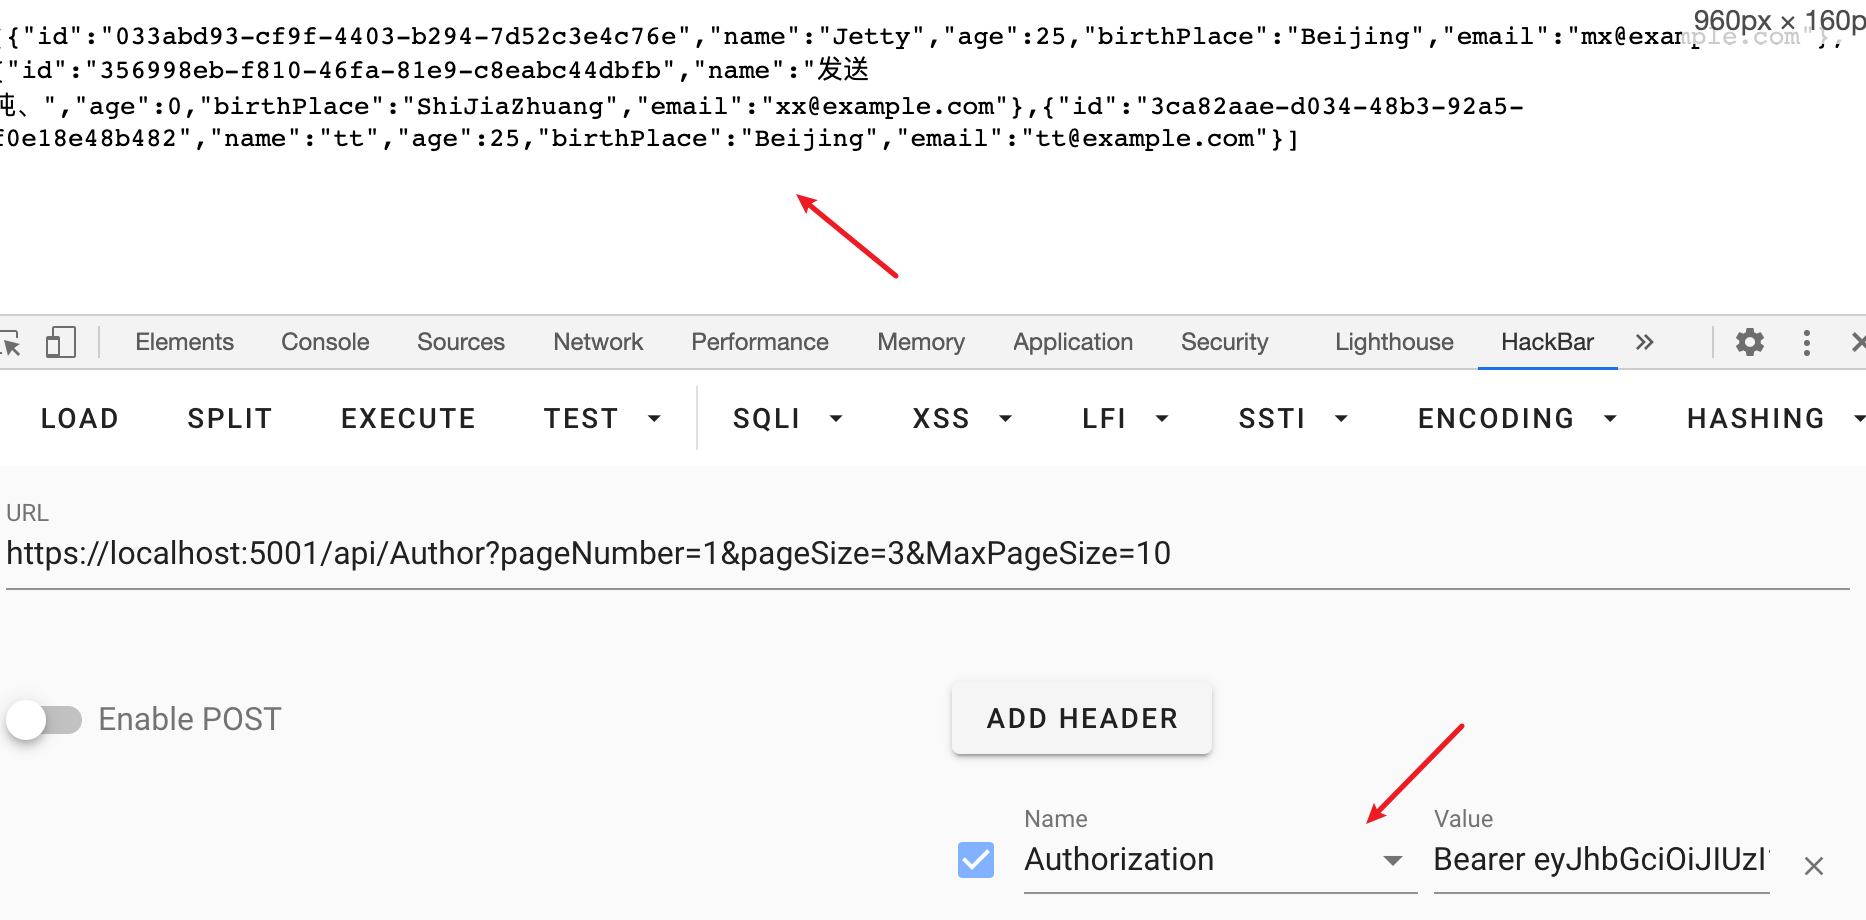 960px × 160p
{"id":"033abd93-cf9f-4403-b294-7d52c3e4c76e","name":"Jetty","age":25,"birthPlace":"Beijing","email":"mx@example.com"},
"id":"356998eb-f810-46fa-81e9-c8eabc44dbfb","name":"发送
吨、","age":0,"birthPlace":"ShiJiaZhuang","email":"xx@example.com"},{"id":"3ca82aae-d034-48b3-92a5-
f0e18e48b482","name":"tt","age":25,"birthPlace":"Beijing","email":"tt@example.com"}]
Elements Console Sources Network Performance Memory Application Security Lighthouse HackBar »
LOAD SPLIT EXECUTE TEST SQLI XSS LFI SSTI ENCODING HASHING
URL
https://localhost:5001/api/Author?pageNumber=1&pageSize=3&MaxPageSize=10
Enable POST ADD HEADER
Name Value
Authorization Bearer eyJhbGciOiJIUzI